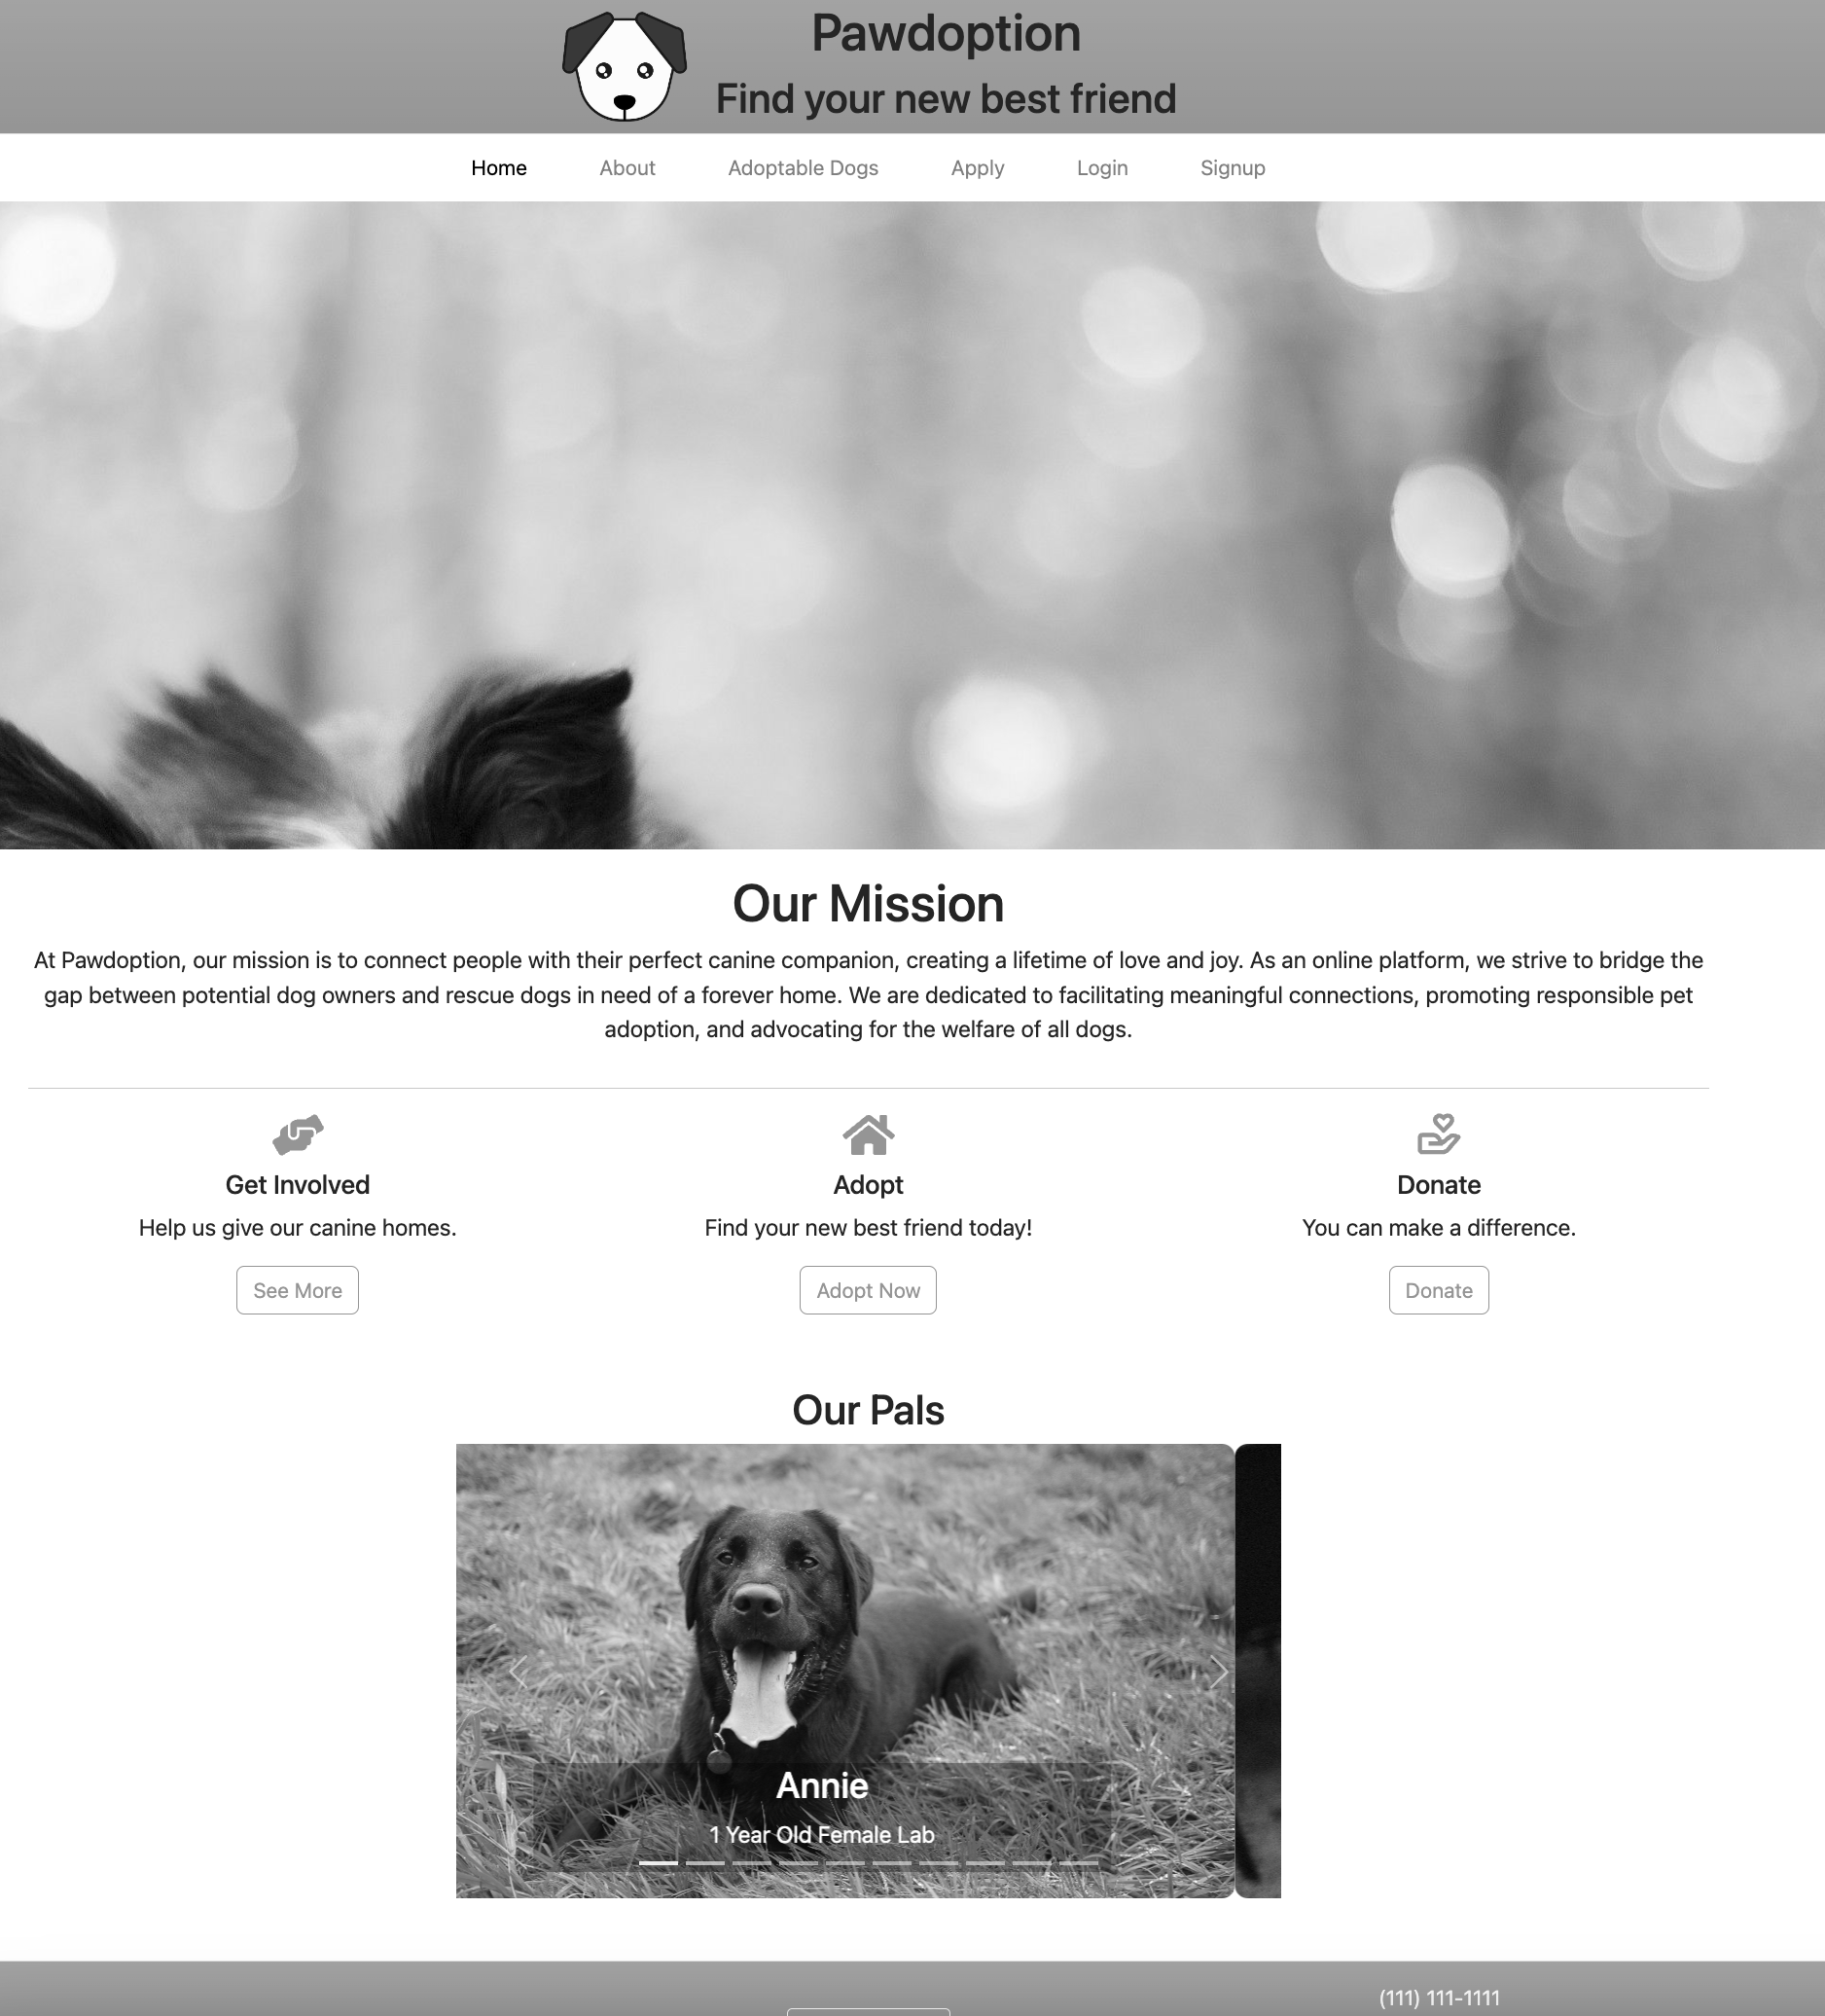 Pawdoption
Find your new best friend
Home About Adoptable Dogs Apply Login Signup
Our Mission
At Pawdoption, our mission is to connect people with their perfect canine companion, creating a lifetime of love and joy. As an online platform, we strive to bridge the
gap between potential dog owners and rescue dogs in need of a forever home. We are dedicated to facilitating meaningful connections, promoting responsible pet
adoption, and advocating for the welfare of all dogs.
Get Involved
Help us give our canine homes.
See More
Adopt
Find your new best friend today!
Adopt Now
Donate
You can make a difference.
Donate
Our Pals
Annie
1 Year Old Female Lab
(111) 111-1111